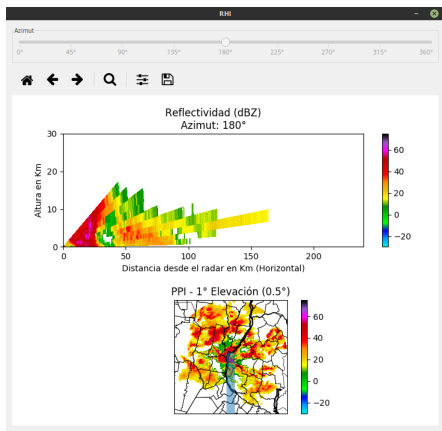 RHI
Azimut
0° 45° 90° 135° 180° 225° 270° 315° 360°
Reflectividad (dBZ)
Azimut: 180°
30
20
10
0
Altura en Km
0 50 100 150 200
Distancia desde el radar en Km (Horizontal)
60
40
20
0
−20
PPI - 1° Elevación (0.5°)
60
40
20
0
−20